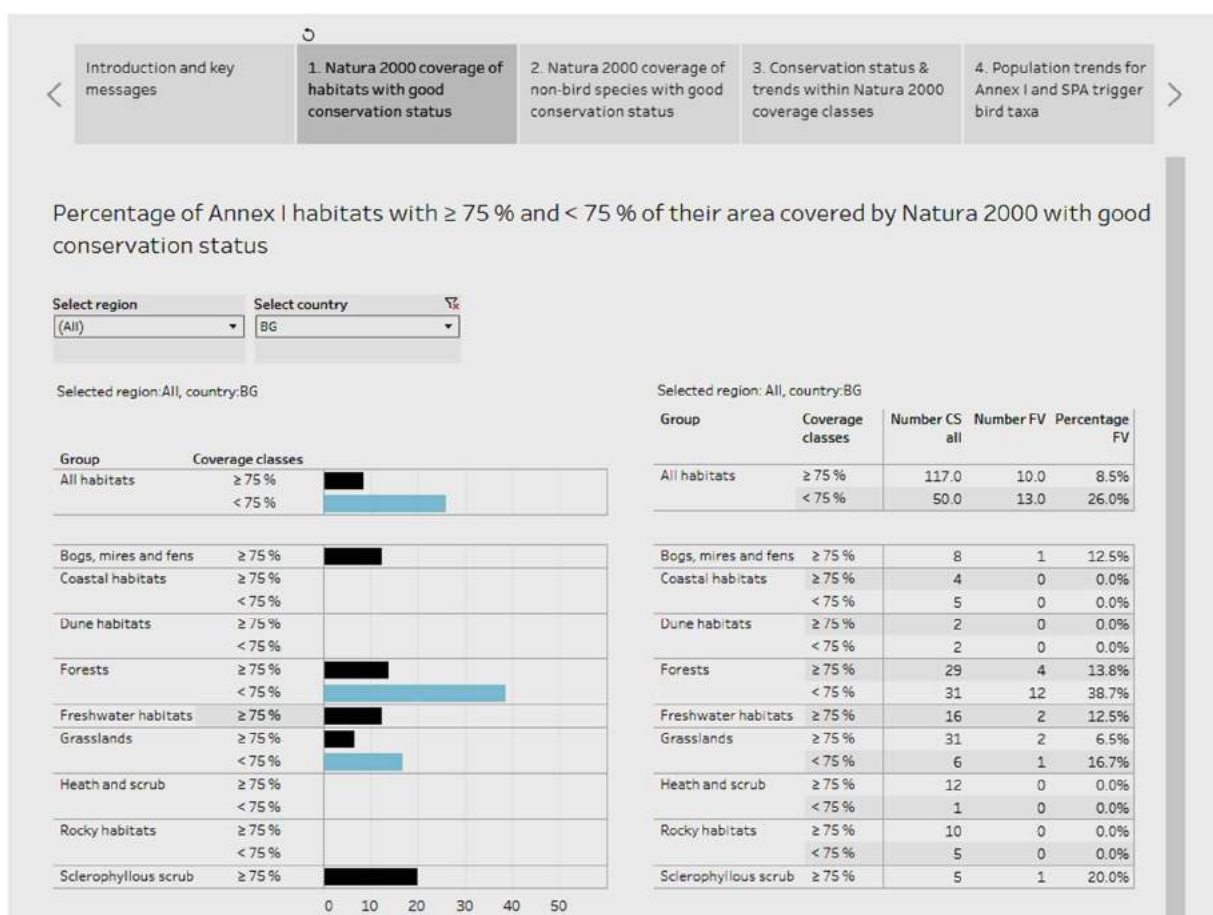 Introduction and key
messages
1. Natura 2000 coverage of
habitats with good
conservation status
2. Natura 2000 coverage of
non-bird species with good
conservation status
3. Conservation status &
trends within Natura 2000
coverage classes
4. Population trends for
Annex I and SPA trigger
bird taxa
Percentage of Annex I habitats with ≥ 75 % and < 75 % of their area covered by Natura 2000 with good
conservation status
Select region
(All)
Select country
BG
Selected region:All, country:BG
Group Coverage classes
All habitats ≥ 75 %
< 75 %
Bogs, mires and fens ≥ 75 %
Coastal habitats ≥ 75 %
< 75 %
Dune habitats ≥ 75 %
< 75 %
Forests ≥ 75 %
< 75 %
Freshwater habitats ≥ 75 %
Grasslands ≥ 75 %
< 75 %
Heath and scrub ≥ 75 %
< 75 %
Rocky habitats ≥ 75 %
< 75 %
Sclerophyllous scrub ≥ 75 %
0 10 20 30 40 50
Selected region: All, country:BG
Group Coverage classes Number CS all Number FV Percentage FV
All habitats ≥ 75 % 117.0 10.0 8.5%
< 75 % 50.0 13.0 26.0%
Bogs, mires and fens ≥ 75 % 8 1 12.5%
Coastal habitats ≥ 75 % 4 0 0.0%
< 75 % 5 0 0.0%
Dune habitats ≥ 75 % 2 0 0.0%
< 75 % 2 0 0.0%
Forests ≥ 75 % 29 4 13.8%
< 75 % 31 12 38.7%
Freshwater habitats ≥ 75 % 16 2 12.5%
Grasslands ≥ 75 % 31 2 6.5%
< 75 % 6 1 16.7%
Heath and scrub ≥ 75 % 12 0 0.0%
< 75 % 1 0 0.0%
Rocky habitats ≥ 75 % 10 0 0.0%
< 75 % 5 0 0.0%
Sclerophyllous scrub ≥ 75 % 5 1 20.0%